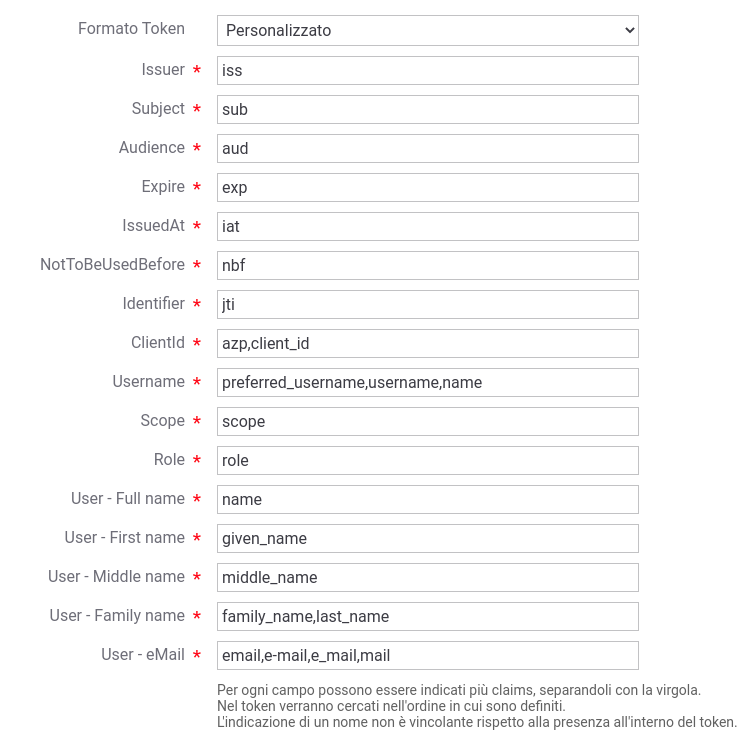 Formato Token Personalizzato
Issuer * iss
Subject * sub
Audience * aud
Expire * exp
IssuedAt * iat
NotToBeUsedBefore * nbf
Identifier * jti
ClientId * azp,client_id
Username * preferred_username,username,name
Scope * scope
Role * role
User - Full name * name
User - First name * given_name
User - Middle name * middle_name
User - Family name * family_name,last_name
User - eMail * email,e-mail,e_mail,mail
Per ogni campo possono essere indicati più claims, separandoli con la virgola.
Nel token verranno cercati nell'ordine in cui sono definiti.
L'indicazione di un nome non è vincolante rispetto alla presenza all'interno del token.